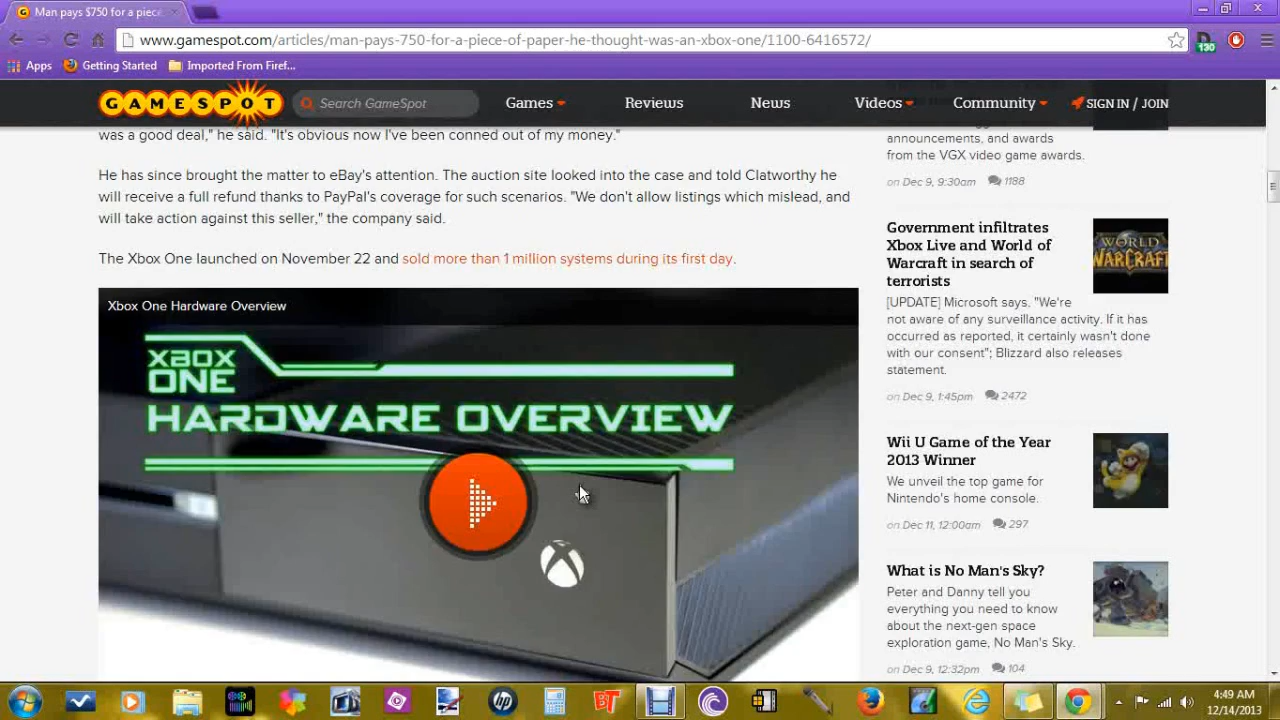 Man pays $750 for a piece
www.gamespot.com/articles/man-pays-750-for-a-piece-of-paper-he-thought-was-an-xbox-one/1100-6416572/
130
Apps
Getting Started
Imported From Firef...
GAMESPOT
Search GameSpot
Games
Reviews
News
Videos
Community
SIGN IN / JOIN
was a good deal," he said. "It's obvious now I've been conned out of my money."
He has since brought the matter to eBay's attention. The auction site looked into the case and told Clatworthy he
will receive a full refund thanks to PayPal's coverage for such scenarios. "We don't allow listings which mislead, and
will take action against this seller," the company said.
The Xbox One launched on November 22 and sold more than 1 million systems during its first day.
Xbox One Hardware Overview
XBOX
ONE
HARDWARE OVERVIEW
announcements, and awards
from the VGX video game awards.
on Dec 9, 9:30am 1188
Government infiltrates
Xbox Live and World of
Warcraft in search of
terrorists
[UPDATE] Microsoft says, "We're
not aware of any surveillance activity. If it has
occurred as reported, it certainly wasn't done
with our consent"; Blizzard also releases
statement.
on Dec 9, 1:45pm 2472
WORLD
WARCRAFT
Wii U Game of the Year
2013 Winner
We unveil the top game for
Nintendo's home console.
on Dec 11, 12:00am 297
What is No Man's Sky?
Peter and Danny tell you
everything you need to know
about the next-gen space
exploration game, No Man's Sky.
on Dec 9, 12:32pm 104
hp
BT
4:49 AM
12/14/2013